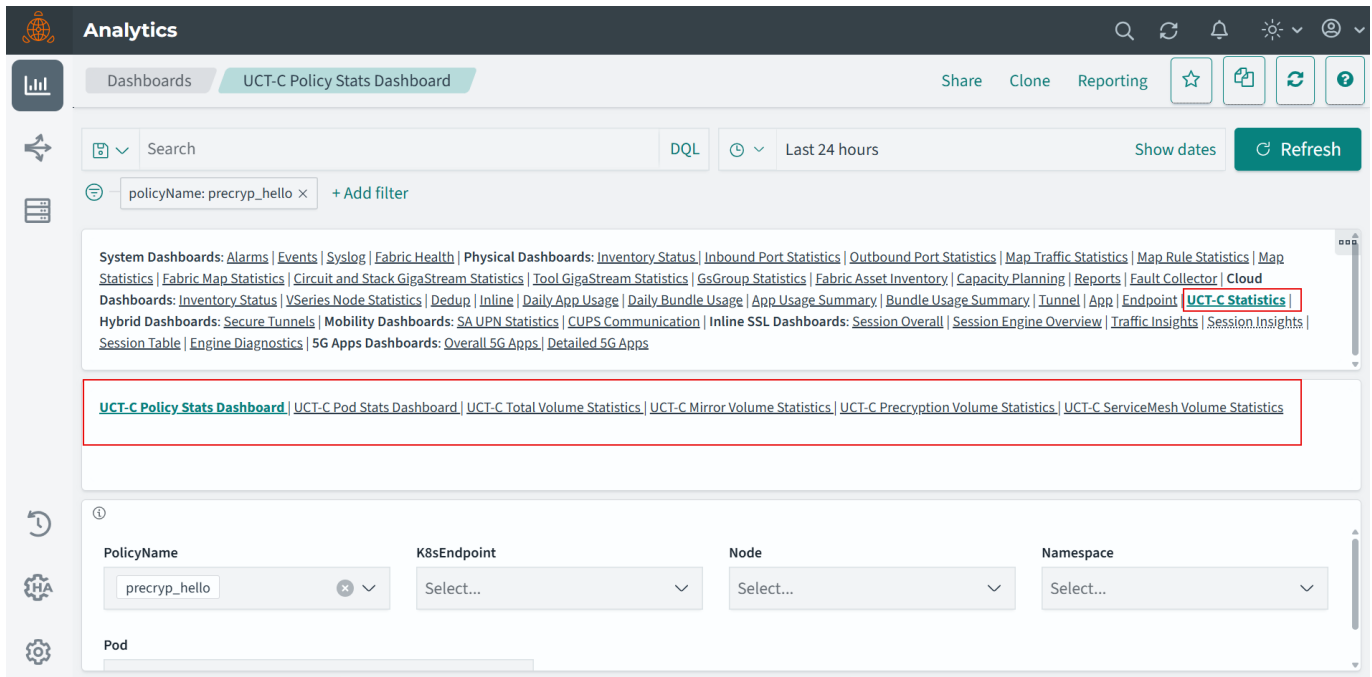 Analytics
Dashboards UCT-C Policy Stats Dashboard Share Clone Reporting
Search DQL Last 24 hours Show dates Refresh
policyName: precryp_hello × + Add filter
System Dashboards: Alarms | Events | Syslog | Fabric Health | Physical Dashboards: Inventory Status | Inbound Port Statistics | Outbound Port Statistics | Map Traffic Statistics | Map Rule Statistics | Map
Statistics | Fabric Map Statistics | Circuit and Stack GigaStream Statistics | Tool GigaStream Statistics | GsGroup Statistics | Fabric Asset Inventory | Capacity Planning | Reports | Fault Collector | Cloud
Dashboards: Inventory Status | VSeries Node Statistics | Dedup | Inline | Daily App Usage | Daily Bundle Usage | App Usage Summary | Bundle Usage Summary | Tunnel | App | Endpoint | UCT-C Statistics |
Hybrid Dashboards: Secure Tunnels | Mobility Dashboards: SA UPN Statistics | CUPS Communication | Inline SSL Dashboards: Session Overall | Session Engine Overview | Traffic Insights | Session Insights |
Session Table | Engine Diagnostics | 5G Apps Dashboards: Overall 5G Apps | Detailed 5G Apps
UCT-C Policy Stats Dashboard | UCT-C Pod Stats Dashboard | UCT-C Total Volume Statistics | UCT-C Mirror Volume Statistics | UCT-C Precryption Volume Statistics | UCT-C ServiceMesh Volume Statistics
PolicyName K8sEndpoint Node Namespace
precryp_hello Select... Select... Select...
HA
Pod